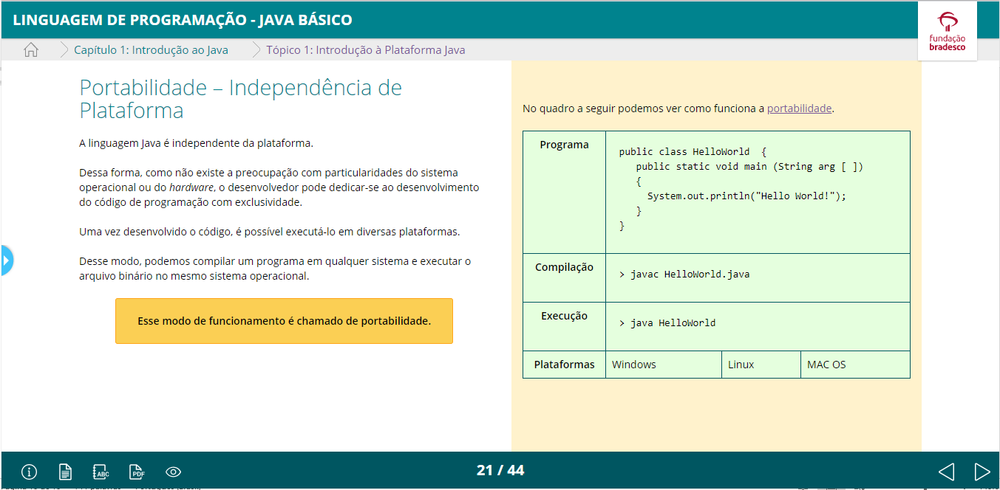 LINGUAGEM DE PROGRAMAÇÃO - JAVA BÁSICO
fundação
bradesco
Capítulo 1: Introdução ao Java
Tópico 1: Introdução à Plataforma Java
Portabilidade – Independência de
Plataforma
A linguagem Java é independente da plataforma.
Dessa forma, como não existe a preocupação com particularidades do sistema
operacional ou do hardware, o desenvolvedor pode dedicar-se ao desenvolvimento
do código de programação com exclusividade.
Uma vez desenvolvido o código, é possível executá-lo em diversas plataformas.
Desse modo, podemos compilar um programa em qualquer sistema e executar o
arquivo binário no mesmo sistema operacional.
Esse modo de funcionamento é chamado de portabilidade.
No quadro a seguir podemos ver como funciona a portabilidade.
Programa
public class HelloWorld {
public static void main (String arg [ ])
{
System.out.println("Hello World!");
}
}
Compilação
> javac HelloWorld.java
Execução
> java HelloWorld
Plataformas
Windows
Linux
MAC OS
ABC
PDF
21 / 44